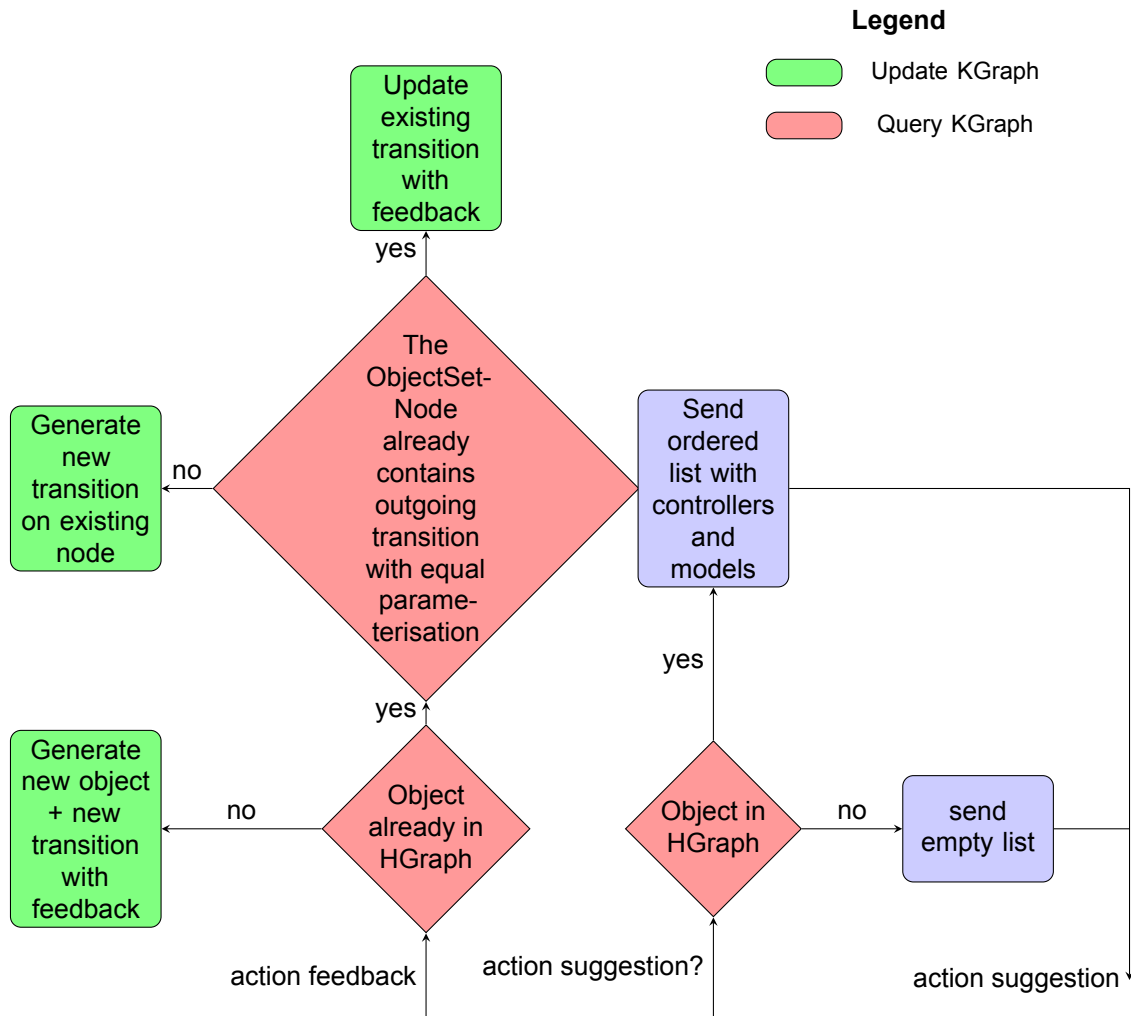 Legend
Update KGraph
Query KGraph
Update
existing
transition
with
feedback
yes
The
ObjectSet-
Node
already
contains
outgoing
transition
with equal
parame-
terisation
no
Generate
new
transition
on existing
node
Send
ordered
list with
controllers
and
models
yes
yes
Generate
new object
+ new
transition
with
feedback
no
Object
already in
HGraph
Object in
HGraph
no
send
empty list
action feedback
action suggestion?
action suggestion